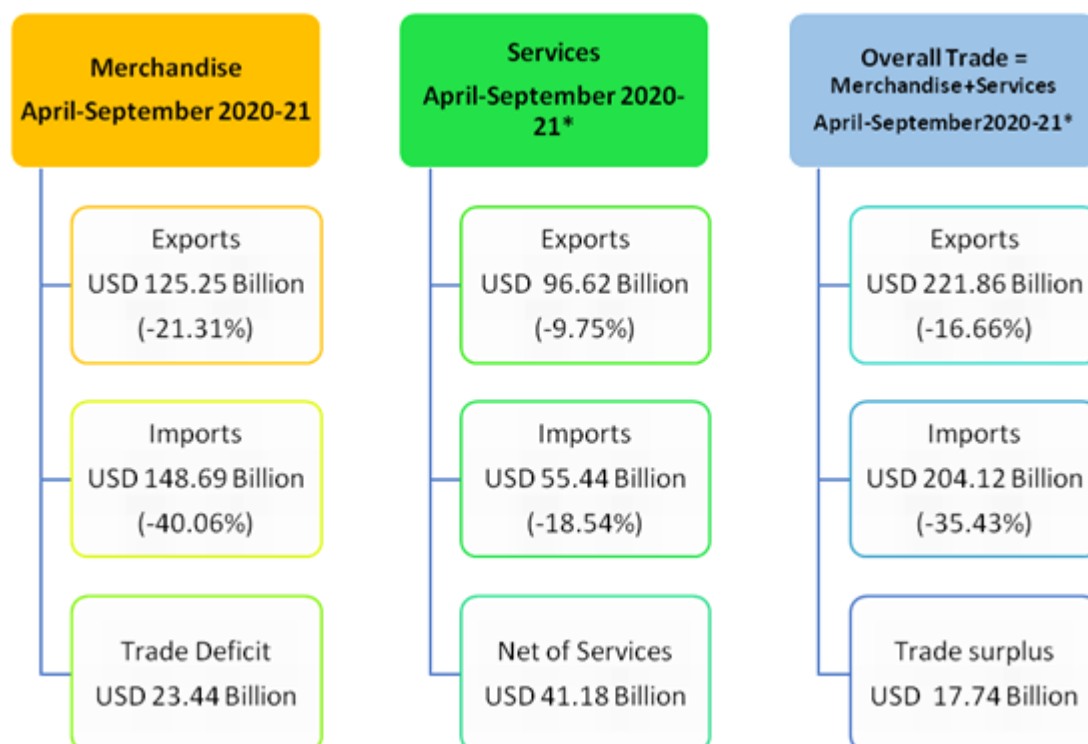 Merchandise
April-September 2020-21
Exports
USD 125.25 Billion
(-21.31%)
Imports
USD 148.69 Billion
(-40.06%)
Trade Deficit
USD 23.44 Billion
Services
April-September 2020-
21*
Exports
USD 96.62 Billion
(-9.75%)
Imports
USD 55.44 Billion
(-18.54%)
Net of Services
USD 41.18 Billion
Overall Trade =
Merchandise+Services
April-September2020-21*
Exports
USD 221.86 Billion
(-16.66%)
Imports
USD 204.12 Billion
(-35.43%)
Trade surplus
USD 17.74 Billion